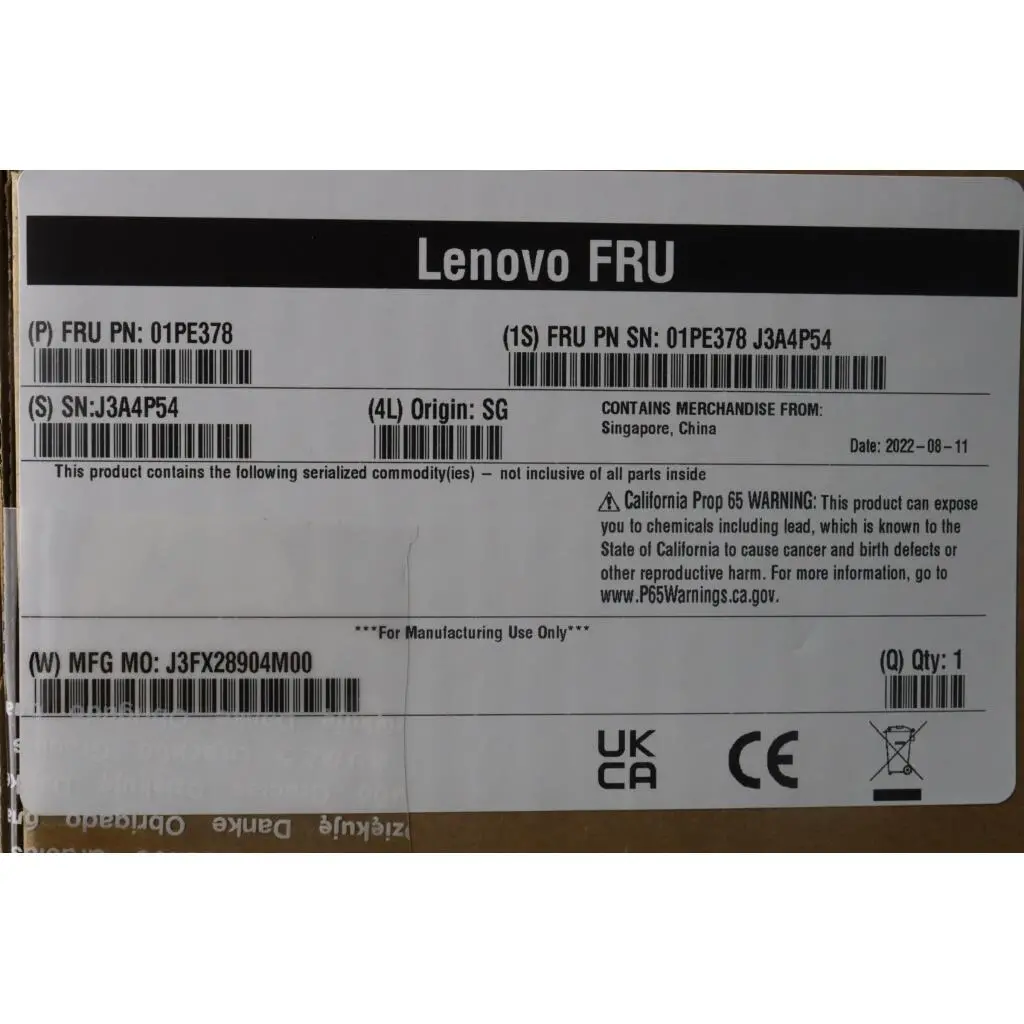 Lenovo FRU
(P) FRU PN: 01PE378
(1S) FRU PN SN: 01PE378 J3A4P54
(S) SN:J3A4P54
(4L) Origin: SG
CONTAINS MERCHANDISE FROM:
Singapore, China
Date: 2022-08-11
This product contains the following serialized commodity(ies) – not inclusive of all parts inside
⚠ California Prop 65 WARNING: This product can expose
you to chemicals including lead, which is known to the
State of California to cause cancer and birth defects or
other reproductive harm. For more information, go to
www.P65Warnings.ca.gov.
***For Manufacturing Use Only***
(W) MFG MO: J3FX28904M00
(Q) Qty: 1
UK
CA
CE
Dziękuję Danke Obrigado